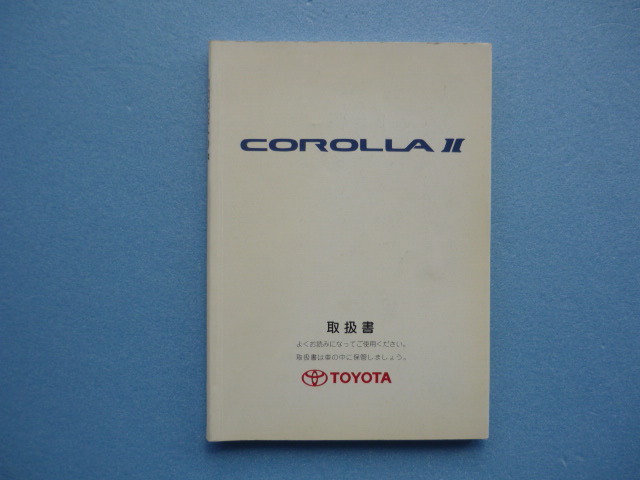 COROLLA II
取扱書
よくお読みになってご使用ください。
取扱書は車の中に保管しましょう。
TOYOTA